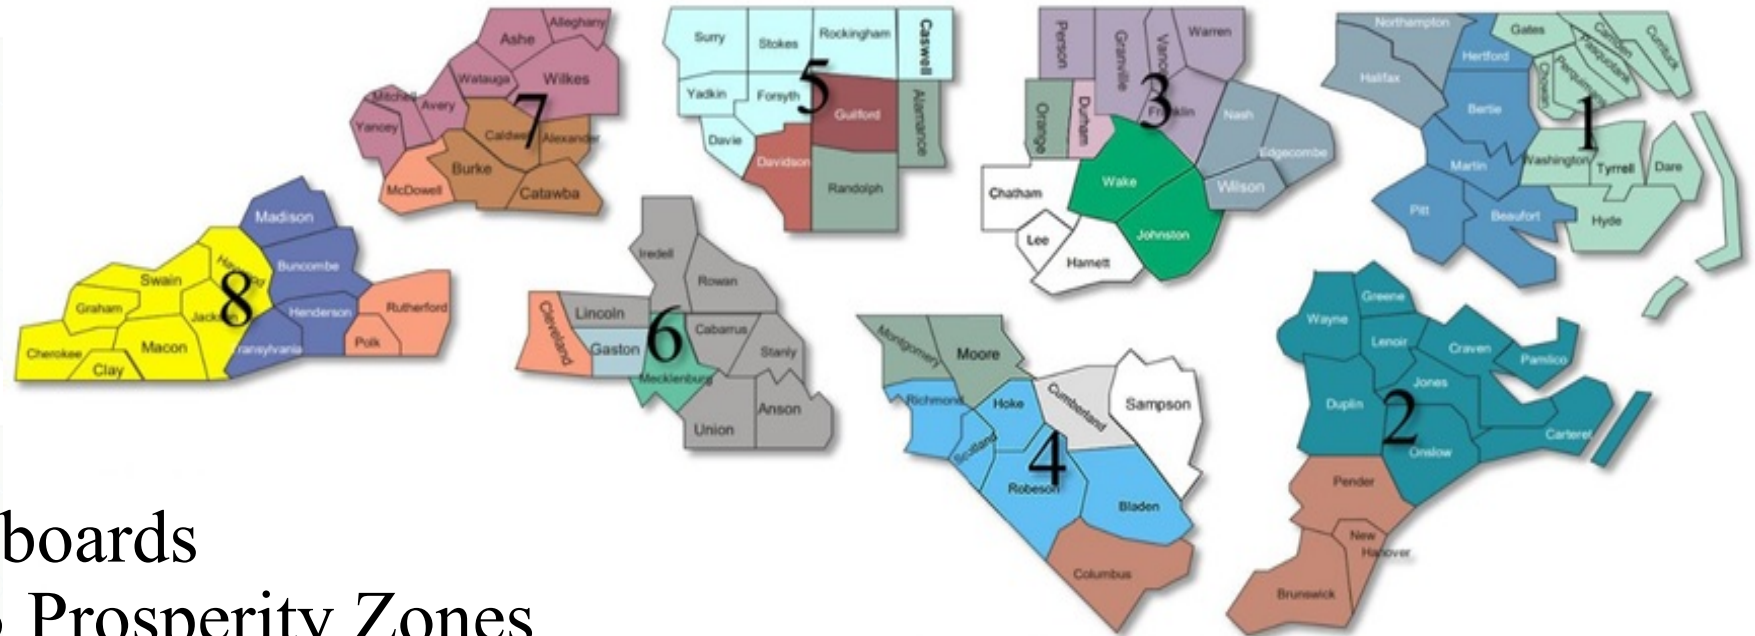 Alleghany
Ashe
Watauga
Wilkes
Mitchell
Avery
Yancey
7
Caldwell
Alexander
Burke
McDowell
Catawba
Surry
Stokes
Rockingham
Caswell
5
Yadkin
Forsyth
Guilford
Alamance
Davie
Davidson
Randolph
Person
Granville
Warren
3
Franklin
Orange
Durham
Nash
Edgecombe
Wake
Wilson
Chatham
Lee
Johnston
Harnett
Northampton
Gates
Camden
Currituck
Hertford
Pasquotank
Halifax
Perquimans
Chowan
Bertie
1
Martin
Washington
Tyrrell
Dare
Pitt
Beaufort
Hyde
Madison
Buncombe
Swain
Haywood
8
Graham
Jackson
Henderson
Rutherford
Cherokee
Macon
Transylvania
Polk
Clay
Iredell
Rowan
Cleveland
Lincoln
6
Cabarrus
Gaston
Stanly
Mecklenburg
Union
Anson
Montgomery
Moore
Richmond
Hoke
Cumberland
Sampson
Scotland
4
Robeson
Bladen
Columbus
Greene
Wayne
Lenoir
Craven
Pamlico
Jones
Duplin
2
Carteret
Onslow
Pender
New
Hanover
Brunswick
boards
Prosperity Zones